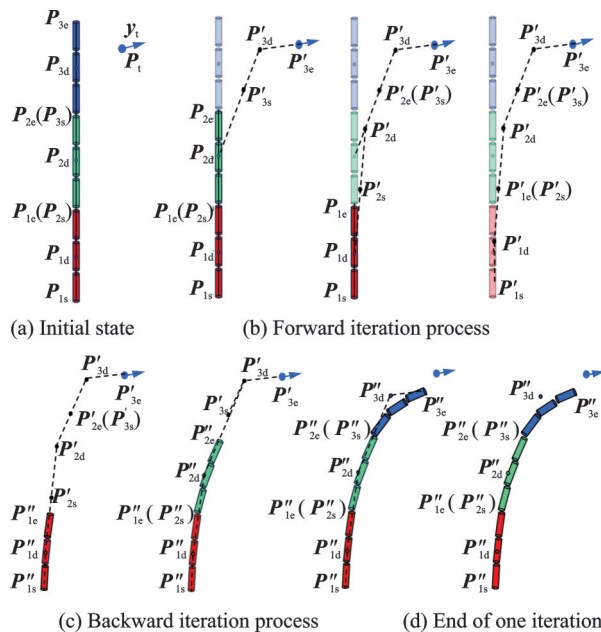 P3e
yt
Pt
P3d
P2e(P3s)
P2d
P1e(P2s)
P1d
P1s
P′3d
P′3e
P′3s
P2e
P2d
P1e(P2s)
P1d
P1s
P′3d
P′3e
P′2e(P′3s)
P′2d
P′2s
P1e
P1d
P1s
P′3d
P′3e
P′2e(P′3s)
P′2d
P′1e(P′2s)
P′1d
P′1s
(a) Initial state
(b) Forward iteration process
P′3d
P′3e
P′2e(P′3s)
P′2d
P′2s
P″1e
P″1d
P″1s
P′3d
P′3e
P′3s
P″2e
P″2d
P″1e(P″2s)
P″1d
P″1s
P″3d
P″3e
P″2e(P″3s)
P″2d
P″1e(P″2s)
P″1d
P″1s
P″3d
P″3e
P″2e(P″3s)
P″2d
P″1e(P″2s)
P″1d
P″1s
(c) Backward iteration process
(d) End of one iteration